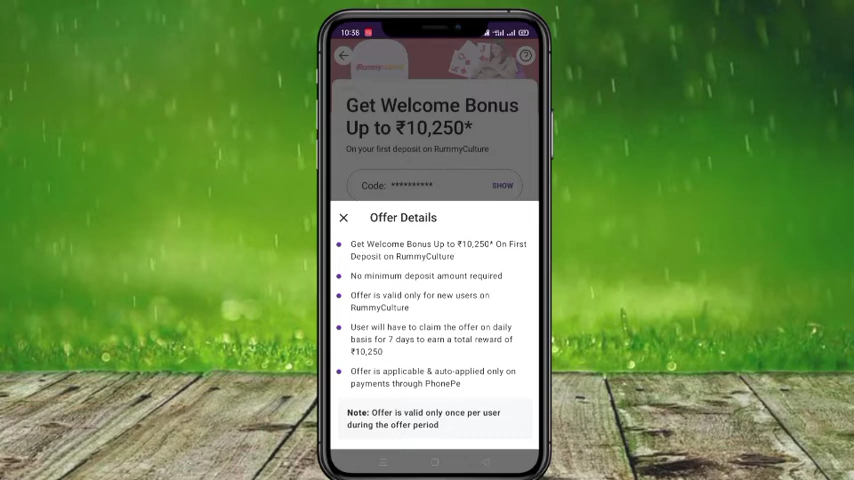 10:38
RummyCulture
Get Welcome Bonus
Up to ₹10,250*
On your first deposit on RummyCulture
Code: ********** SHOW
Offer Details
Get Welcome Bonus Up to ₹10,250* On First
Deposit on RummyCulture
No minimum deposit amount required
Offer is valid only for new users on
RummyCulture
User will have to claim the offer on daily
basis for 7 days to earn a total reward of
₹10,250
Offer is applicable & auto-applied only on
payments through PhonePe
Note: Offer is valid only once per user
during the offer period